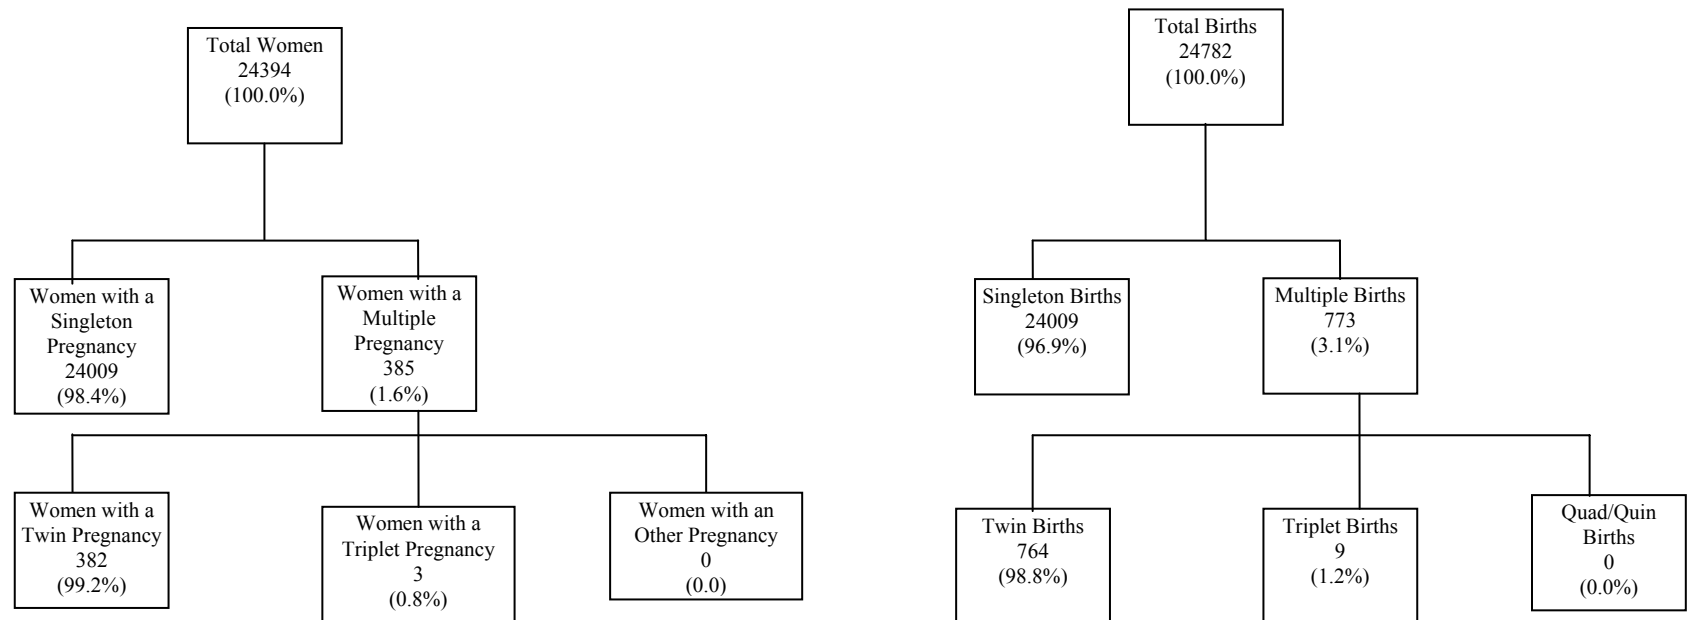 Total Women
24394
(100.0%)
Women with a
Singleton
Pregnancy
24009
(98.4%)
Women with a
Multiple
Pregnancy
385
(1.6%)
Women with a
Twin Pregnancy
382
(99.2%)
Women with a
Triplet Pregnancy
3
(0.8%)
Women with an
Other Pregnancy
0
(0.0)
Total Births
24782
(100.0%)
Singleton Births
24009
(96.9%)
Multiple Births
773
(3.1%)
Twin Births
764
(98.8%)
Triplet Births
9
(1.2%)
Quad/Quin
Births
0
(0.0%)